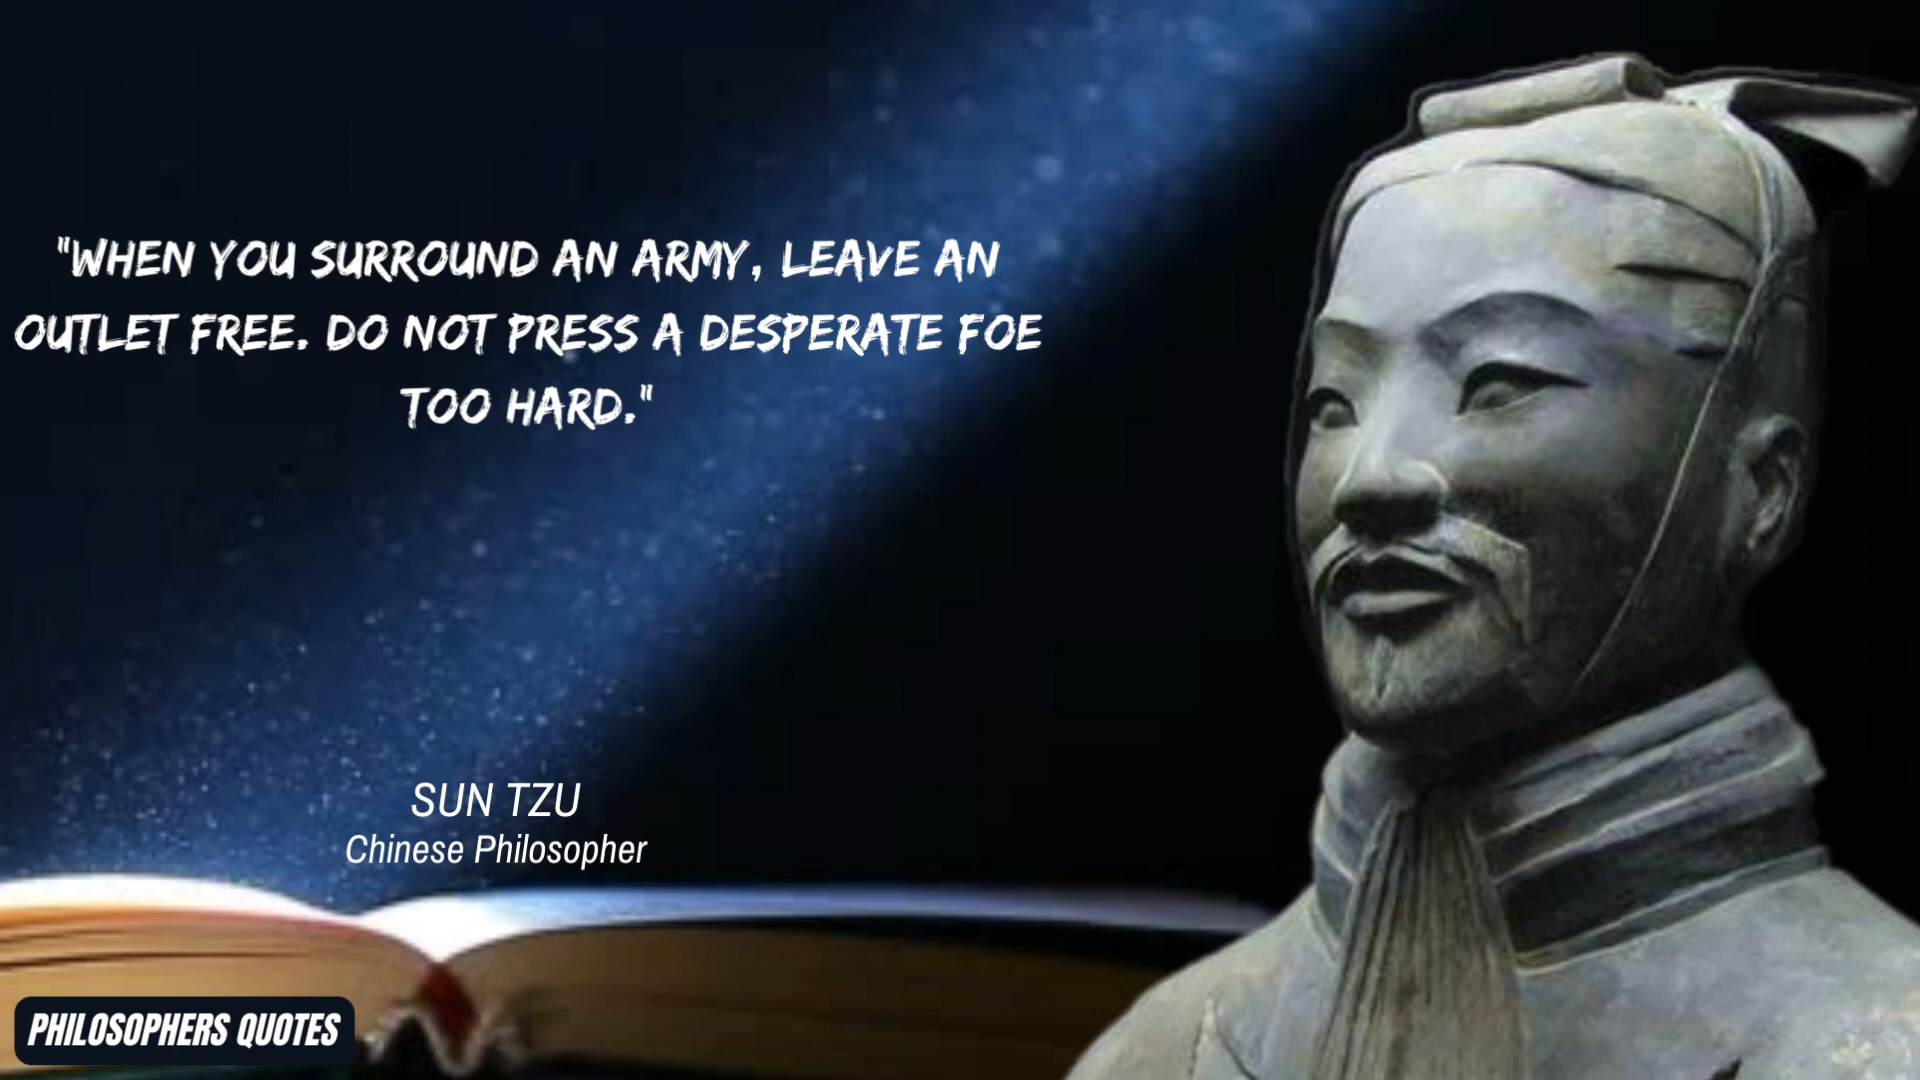 "WHEN YOU SURROUND AN ARMY, LEAVE AN
OUTLET FREE. DO NOT PRESS A DESPERATE FOE
TOO HARD."
SUN TZU
Chinese Philosopher
PHILOSOPHERS QUOTES